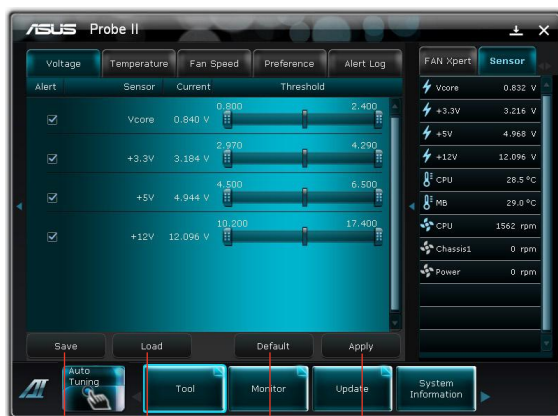 ASUS Probe II
Voltage Temperature Fan Speed Preference Alert Log
Alert Sensor Current Threshold
Vcore 0.840 V 0.800 2.400
+3.3V 3.184 V 2.970 4.290
+5V 4.944 V 4.500 6.500
+12V 12.096 V 10.200 17.400
Save Load Default Apply
FAN Xpert Sensor
Vcore 0.832 V
+3.3V 3.216 V
+5V 4.968 V
+12V 12.096 V
CPU 28.5 °C
MB 29.0 °C
CPU 1562 rpm
Chassis1 0 rpm
Power 0 rpm
AI
Auto
Tuning
Tool
Monitor
Update
System
Information